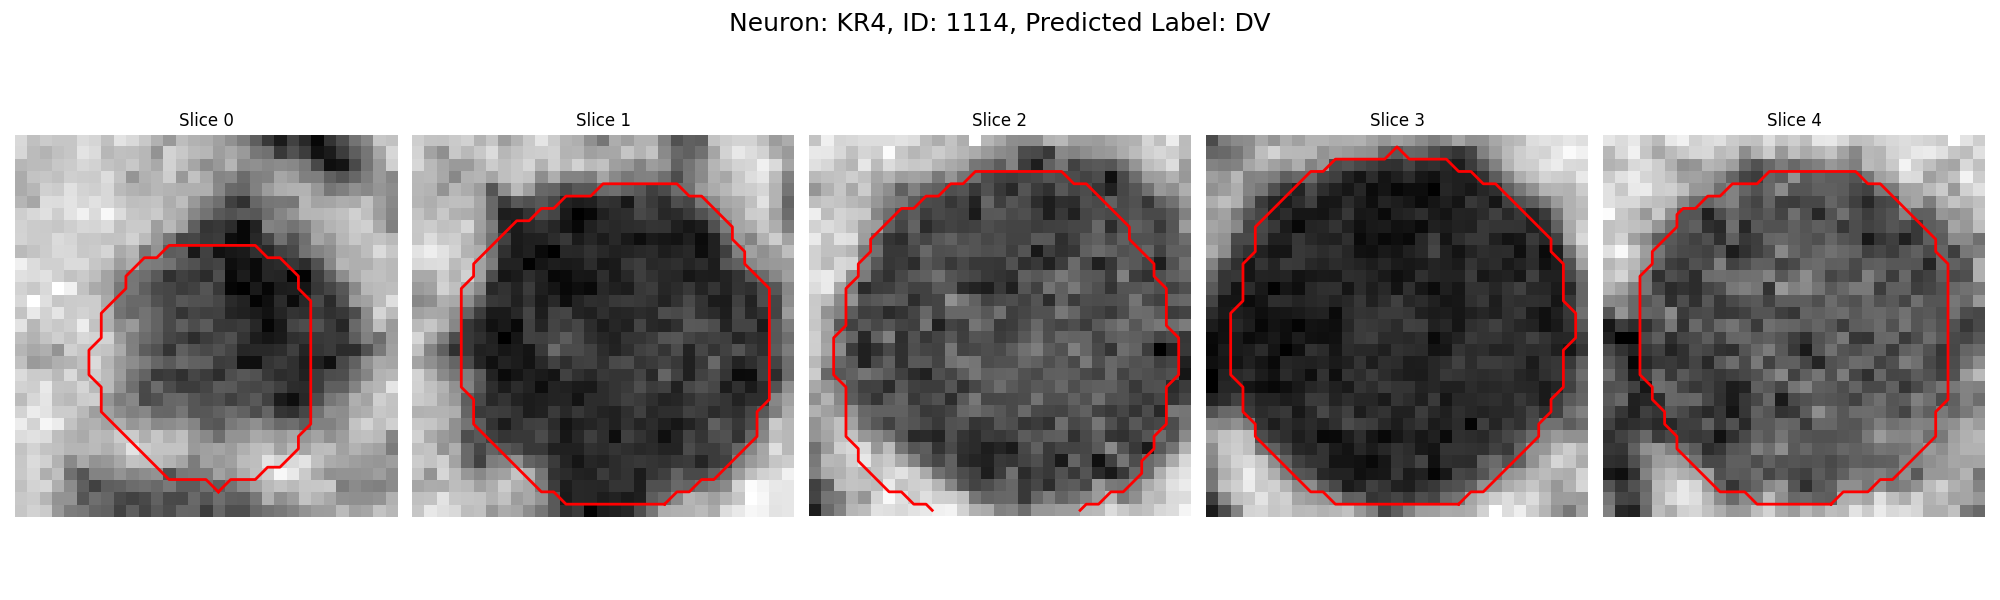 Neuron: KR4, ID: 1114, Predicted Label: DV
Slice 0
Slice 1
Slice 2
Slice 3
Slice 4